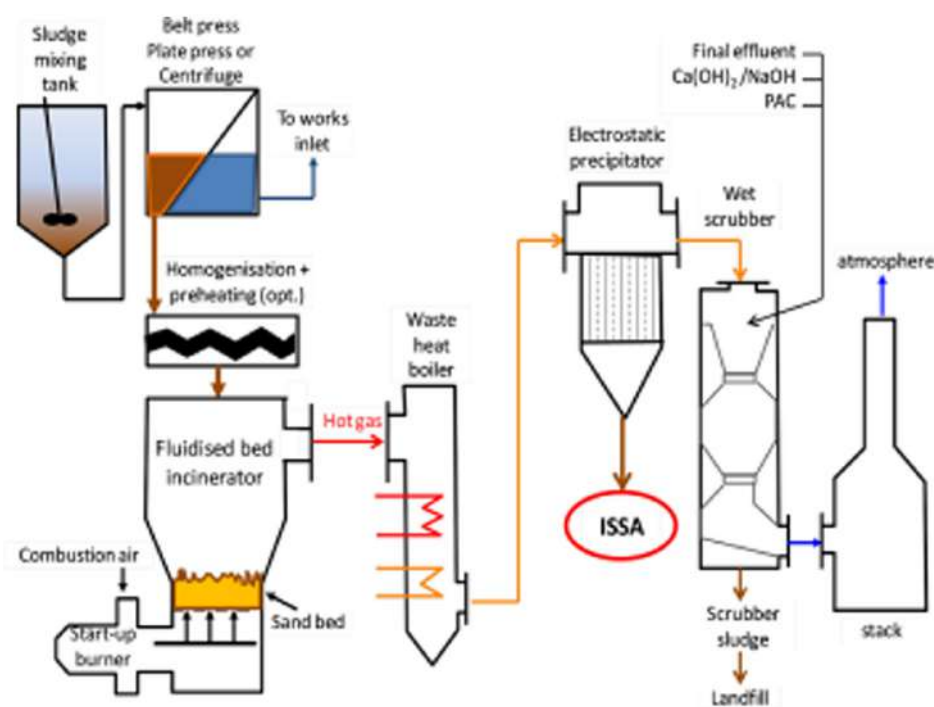 Sludge
mixing
tank
Belt press
Plate press or
Centrifuge
To works
inlet
Homogenisation +
preheating (opt.)
Fluidised bed
incinerator
Combustion air
Start-up
burner
Sand bed
Hot gas
Waste
heat
boiler
Electrostatic
precipitator
ISSA
Final effluent
Ca(OH)₂/NaOH
PAC
Wet
scrubber
Scrubber
sludge
Landfill
atmosphere
stack